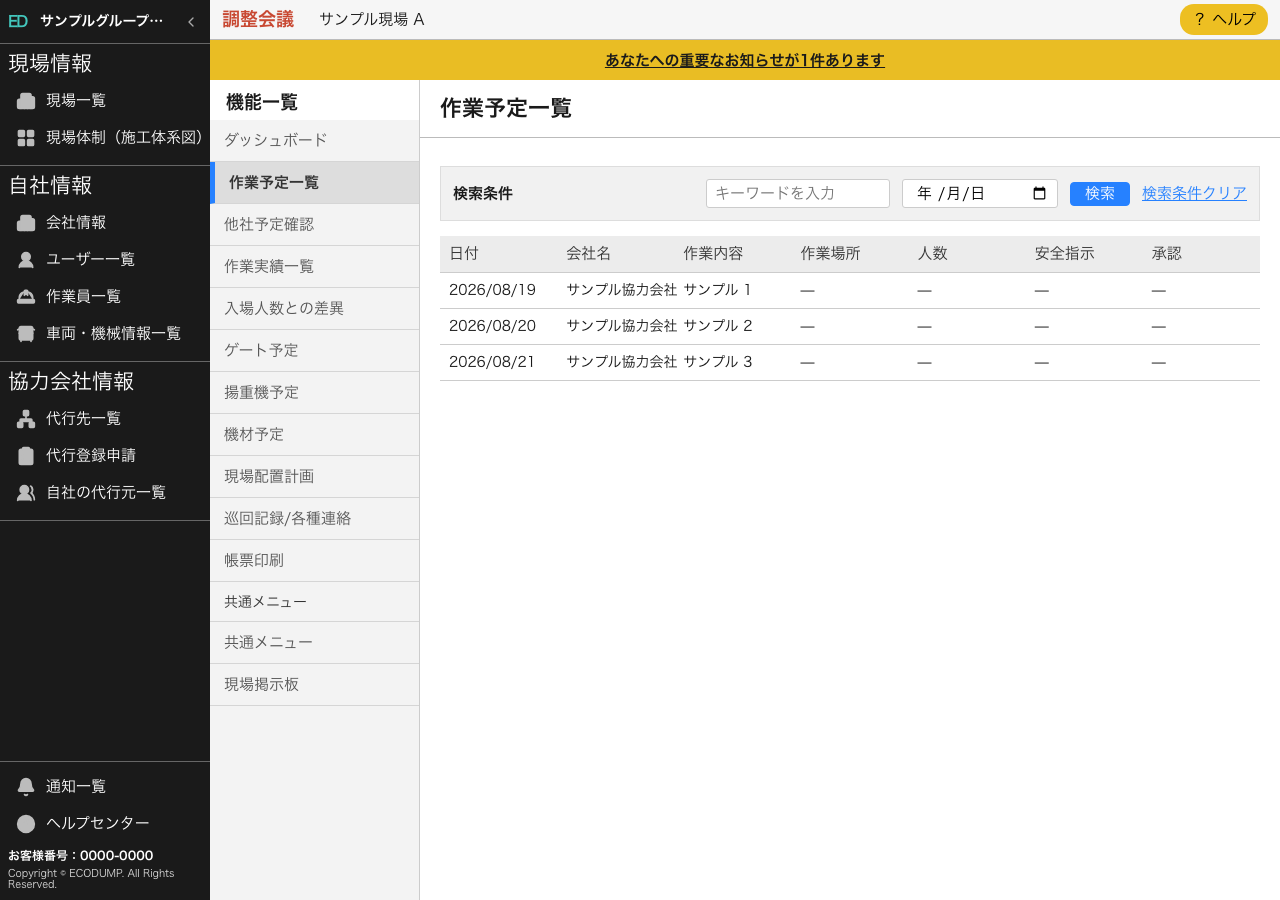 ED サンプルグループ…
現場情報
現場一覧
現場体制（施工体系図）
自社情報
会社情報
ユーザー一覧
作業員一覧
車両・機械情報一覧
協力会社情報
代行先一覧
代行登録申請
自社の代行元一覧
通知一覧
ヘルプセンター
お客様番号：0000-0000
Copyright © ECODUMP. All Rights
Reserved.
調整会議 サンプル現場 A
？ ヘルプ
あなたへの重要なお知らせが1件あります
機能一覧
ダッシュボード
作業予定一覧
他社予定確認
作業実績一覧
入場人数との差異
ゲート予定
揚重機予定
機材予定
現場配置計画
巡回記録/各種連絡
帳票印刷
共通メニュー
共通メニュー
現場掲示板
作業予定一覧
検索条件 キーワードを入力 年 /月/日 検索 検索条件クリア
日付 会社名 作業内容 作業場所 人数 安全指示 承認
2026/08/19 サンプル協力会社 サンプル 1 — — — —
2026/08/20 サンプル協力会社 サンプル 2 — — — —
2026/08/21 サンプル協力会社 サンプル 3 — — — —